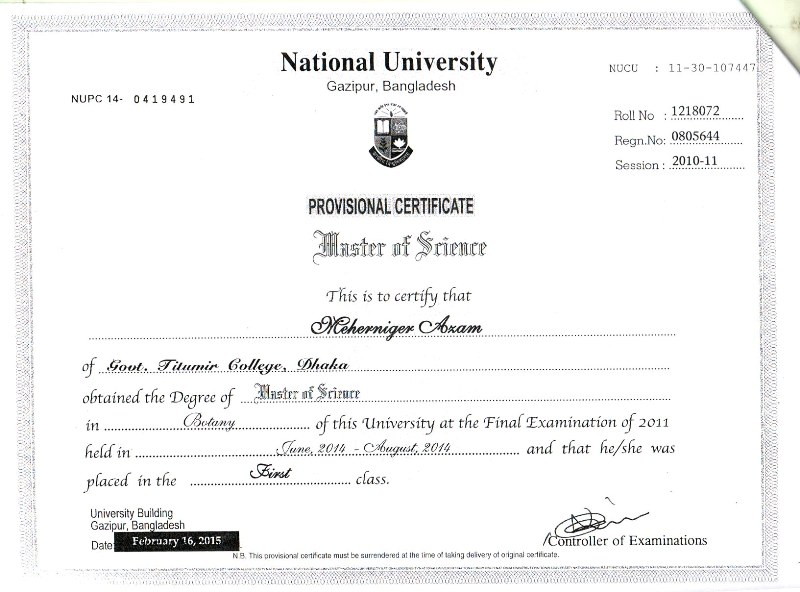 National University
Gazipur, Bangladesh
NUCU : 11-30-107447
NUPC 14- 0419491
Roll No : 1218072
Regn.No: 0805644
Session : 2010-11
PROVISIONAL CERTIFICATE
Master of Science
This is to certify that
Meherniger Azam
of Govt. Titumir College, Dhaka
obtained the Degree of Master of Science
in Botany of this University at the Final Examination of 2011
held in June, 2014 - August, 2014 and that he/she was
placed in the First class.
University Building
Gazipur, Bangladesh
Date: February 16, 2015
Controller of Examinations
N.B. This provisional certificate must be surrendered at the time of taking delivery of original certificate.